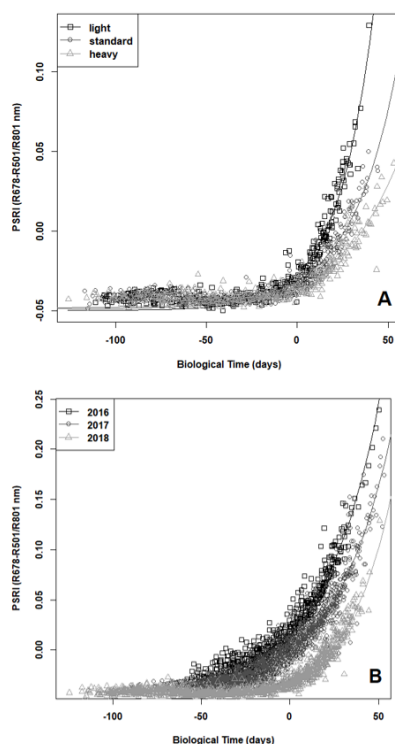 light
standard
heavy
PSRI (R678-R501/R801 nm)
0.10
0.05
0.00
-0.05
A
-100
-50
0
50
Biological Time (days)
2016
2017
2018
PSRI (R678-R501/R801 nm)
0.25
0.20
0.15
0.10
0.05
0.00
B
-100
-50
0
50
Biological Time (days)